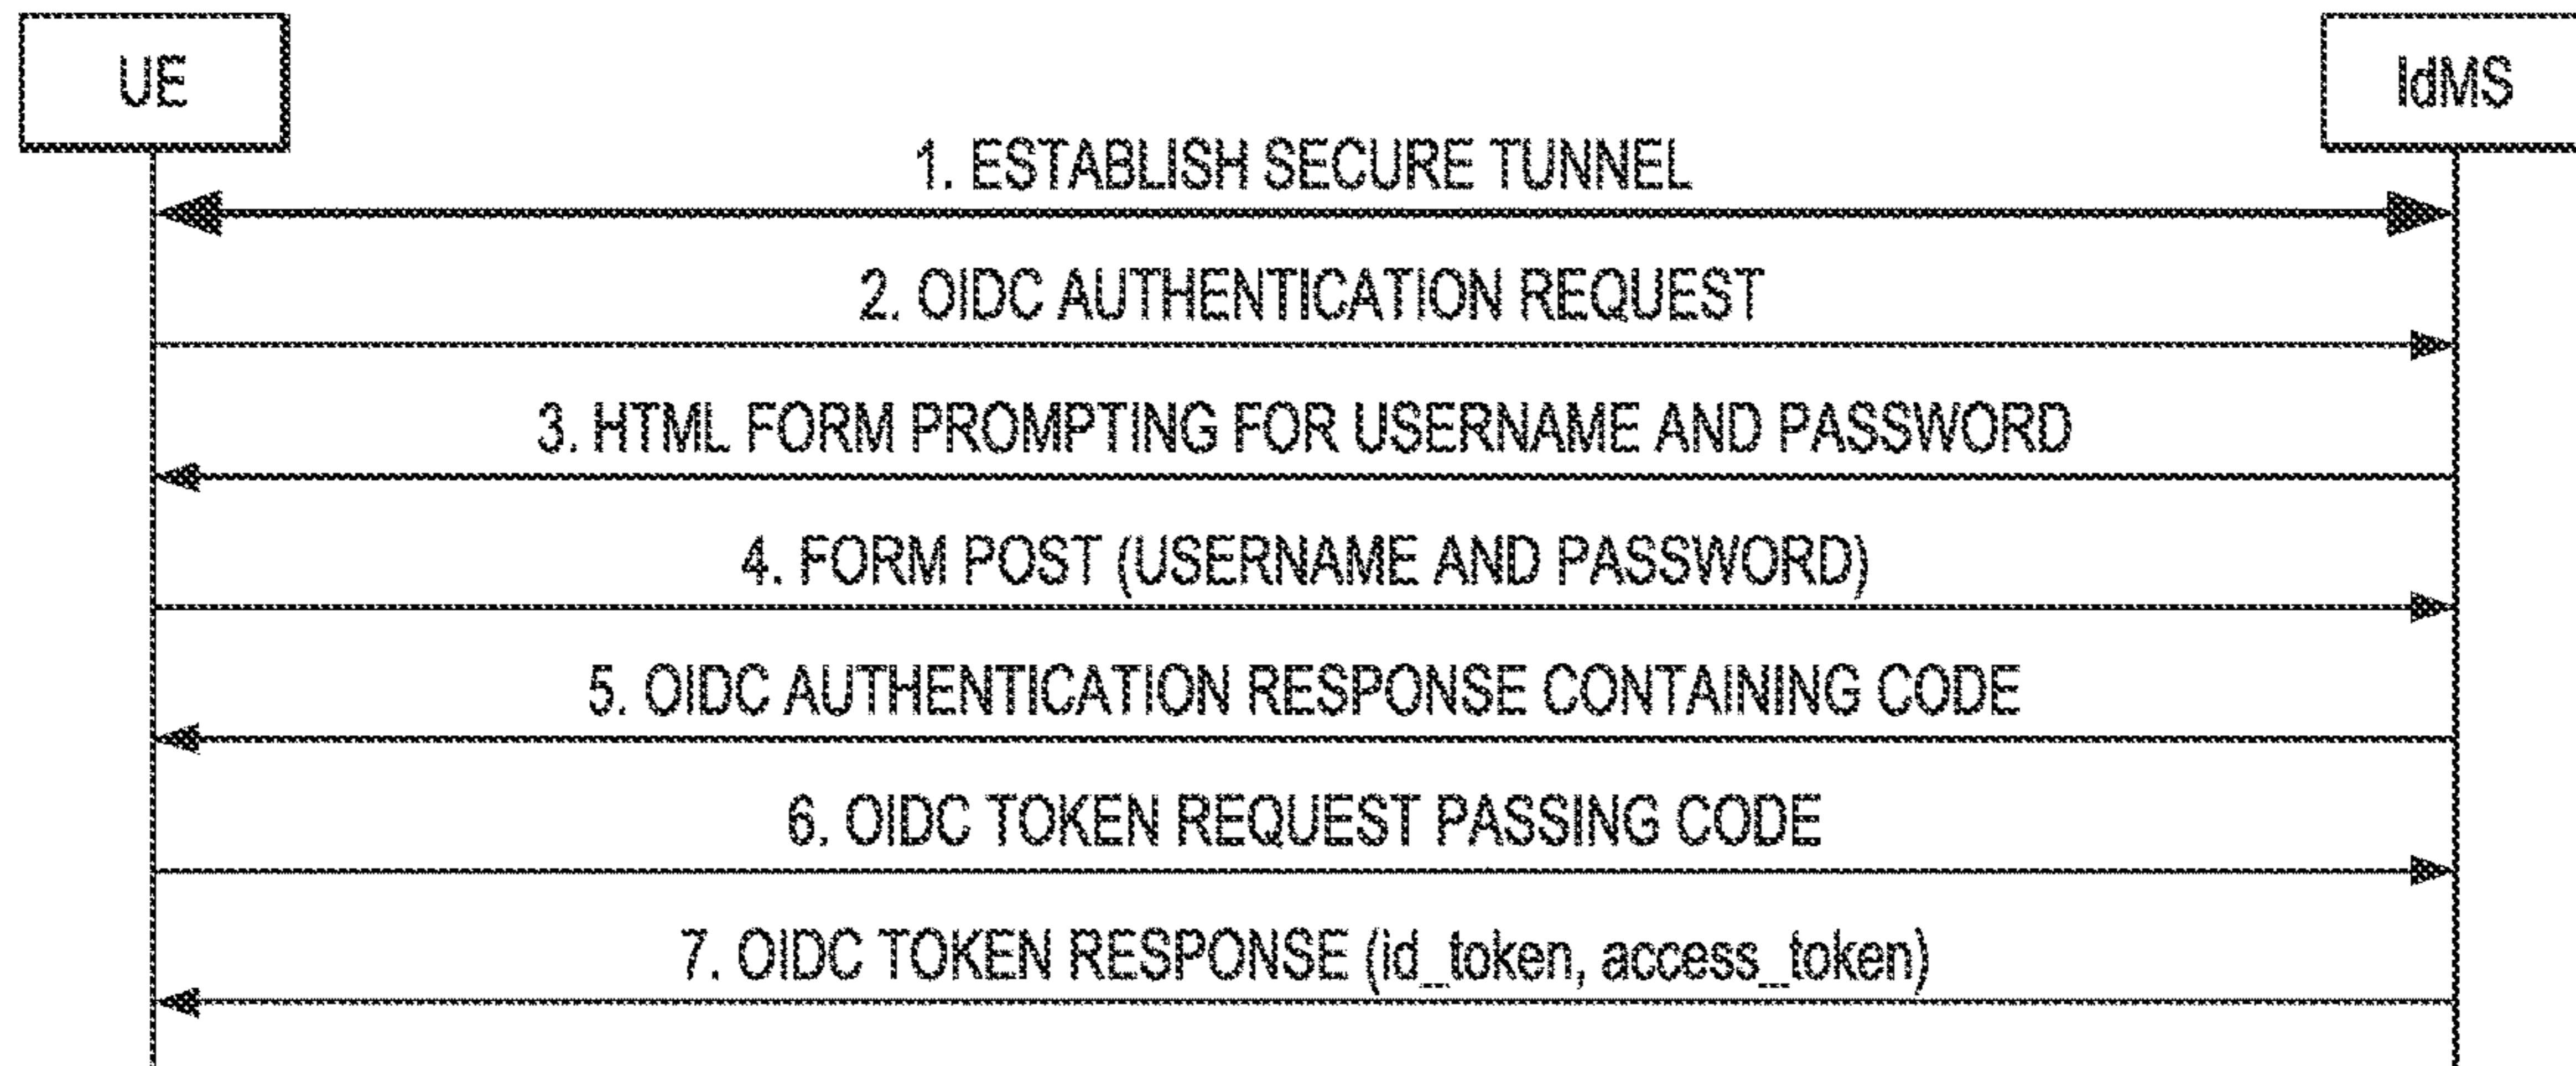 UE
IdMS
1. ESTABLISH SECURE TUNNEL
2. OIDC AUTHENTICATION REQUEST
3. HTML FORM PROMPTING FOR USERNAME AND PASSWORD
4. FORM POST (USERNAME AND PASSWORD)
5. OIDC AUTHENTICATION RESPONSE CONTAINING CODE
6. OIDC TOKEN REQUEST PASSING CODE
7. OIDC TOKEN RESPONSE (id_token, access_token)